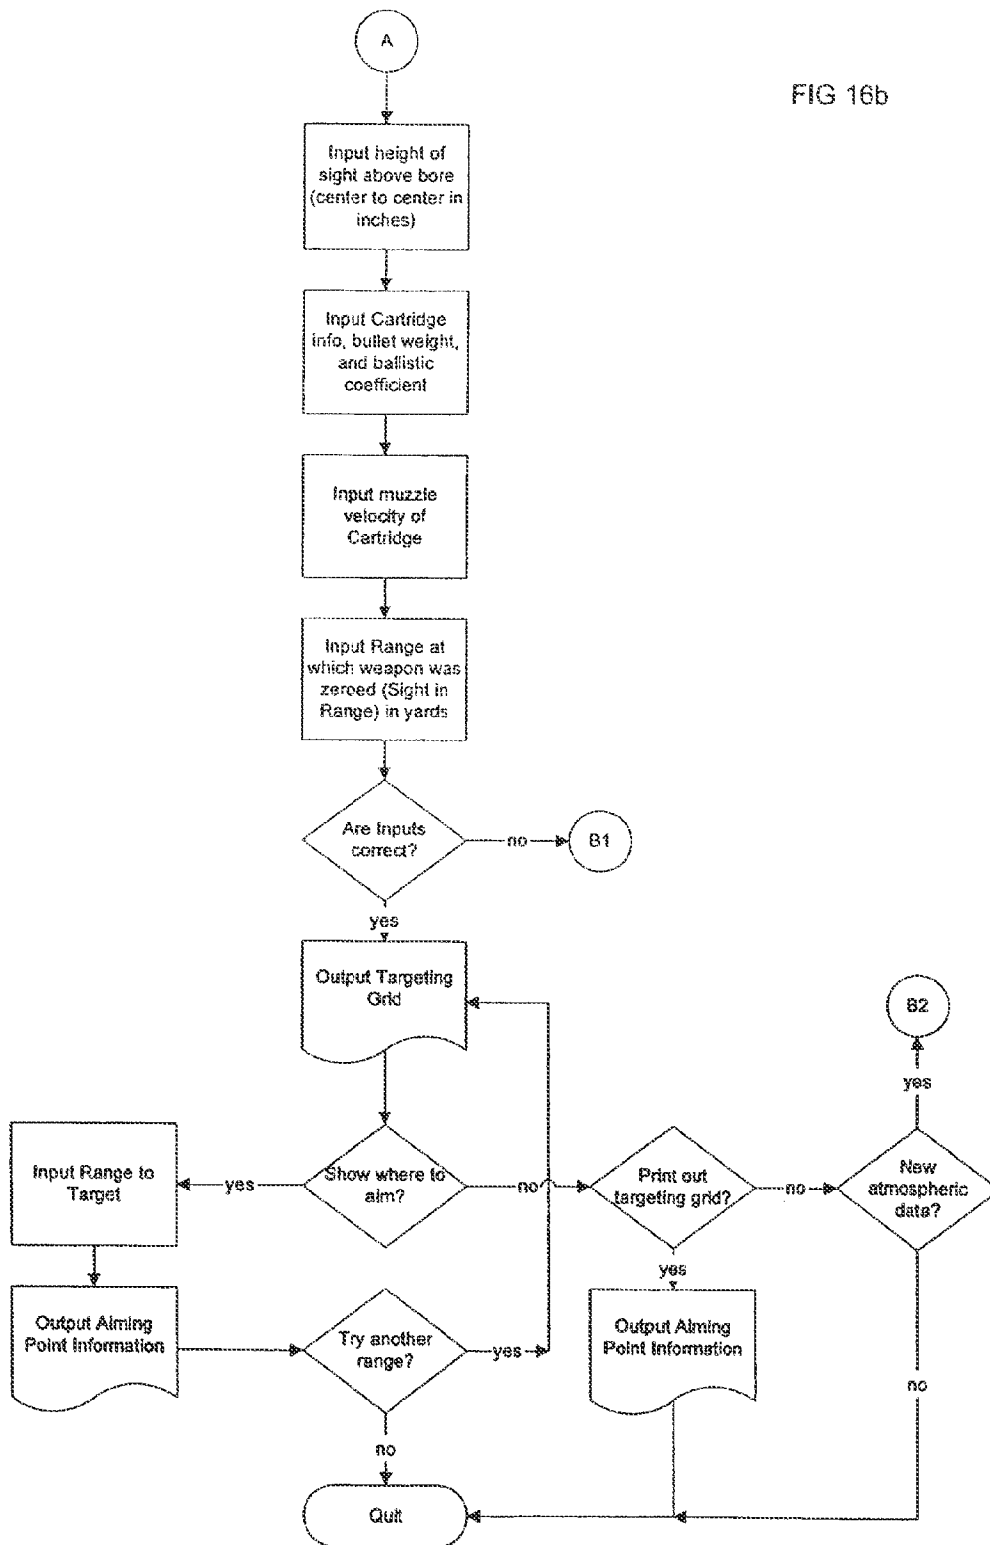 A
FIG 16b
Input height of
sight above bore
(center to center in
inches)
Input Cartridge
info, bullet weight,
and ballistic
coefficient
Input muzzle
velocity of
Cartridge
Input Range at
which weapon was
zeroed (Sight in
Range) in yards
Are Inputs
correct?
no
B1
yes
Output Targeting
Grid
B2
yes
Input Range to
Target
yes
Show where to
aim?
no
Print out
targeting grid?
no
New
atmospheric
data?
yes
Output Aiming
Point Information
Try another
range?
yes
Output Aiming
Point Information
no
no
Quit